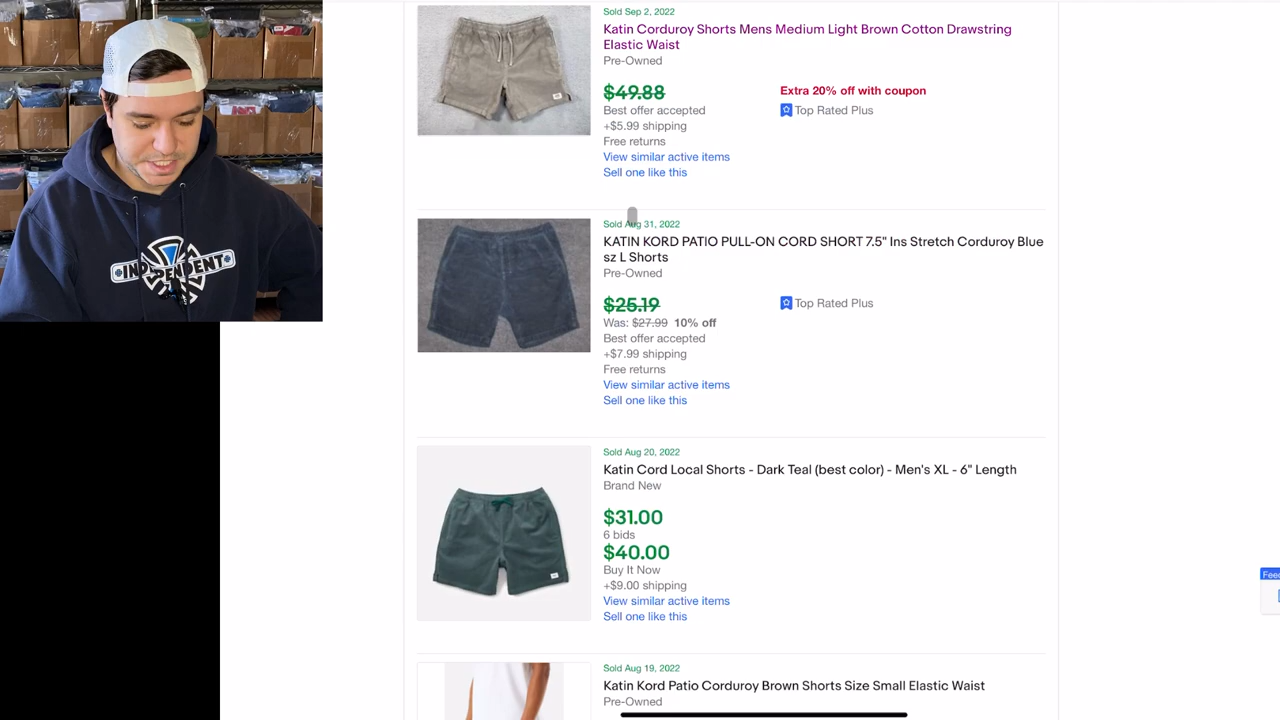 INDEPENDENT
Sold Sep 2, 2022
Katin Corduroy Shorts Mens Medium Light Brown Cotton Drawstring
Elastic Waist
Pre-Owned
$49.88
Extra 20% off with coupon
Best offer accepted
Top Rated Plus
+$5.99 shipping
Free returns
View similar active items
Sell one like this
Sold Aug 31, 2022
KATIN KORD PATIO PULL-ON CORD SHORT 7.5" Ins Stretch Corduroy Blue
sz L Shorts
Pre-Owned
$25.19
Top Rated Plus
Was: $27.99 10% off
Best offer accepted
+$7.99 shipping
Free returns
View similar active items
Sell one like this
Sold Aug 20, 2022
Katin Cord Local Shorts - Dark Teal (best color) - Men's XL - 6" Length
Brand New
$31.00
6 bids
$40.00
Buy It Now
+$9.00 shipping
View similar active items
Sell one like this
Sold Aug 19, 2022
Katin Kord Patio Corduroy Brown Shorts Size Small Elastic Waist
Pre-Owned